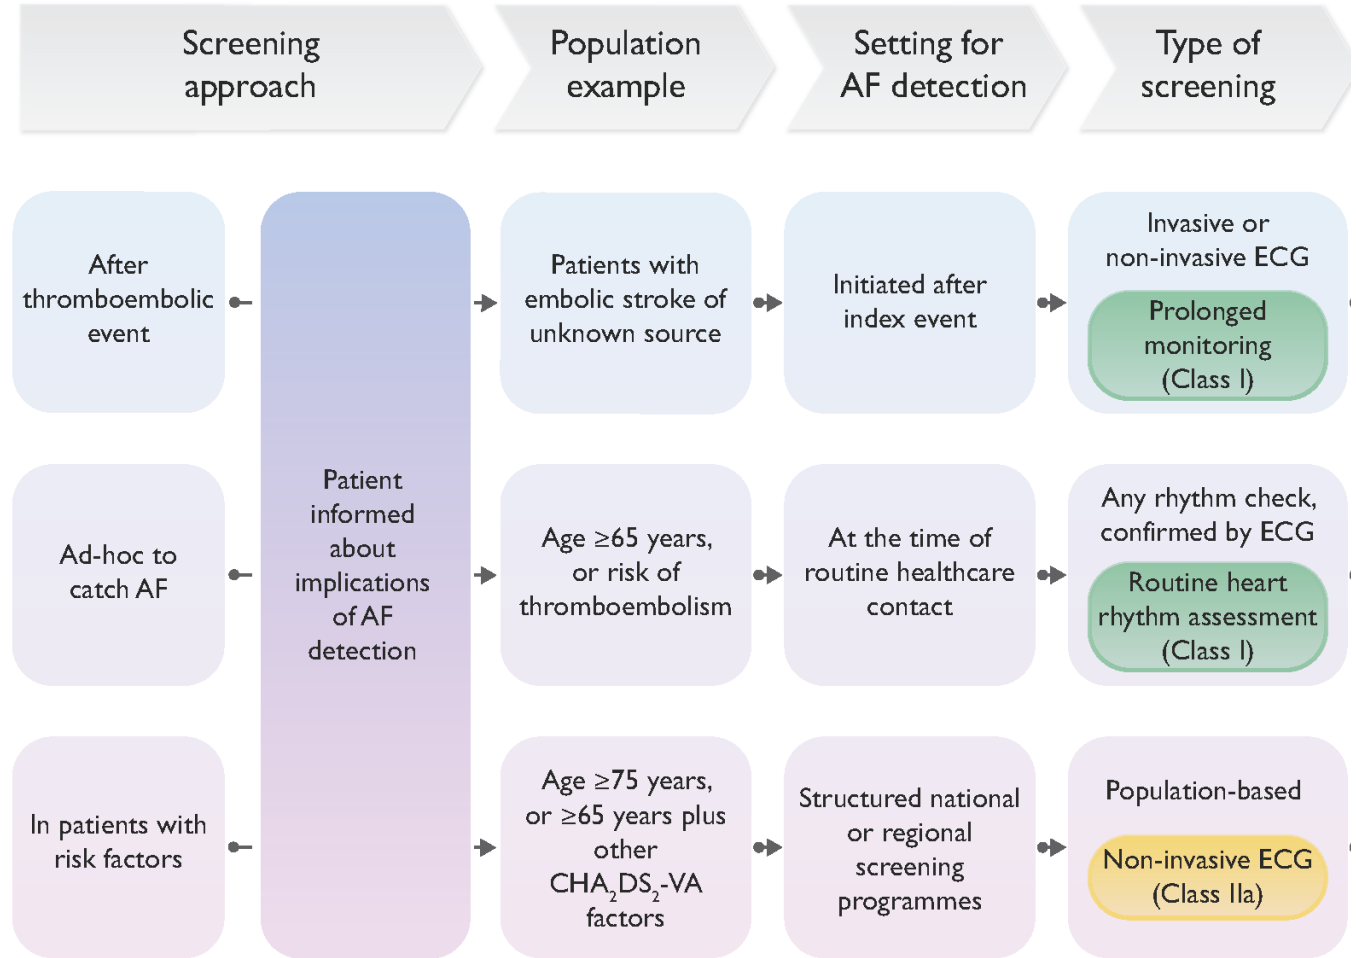 Screening
approach
Population
example
Setting for
AF detection
Type of
screening
After
thromboembolic
event
Patient
informed
about
implications
of AF
detection
Patients with
embolic stroke of
unknown source
Initiated after
index event
Invasive or
non-invasive ECG
Prolonged
monitoring
(Class I)
Ad-hoc to
catch AF
Age ≥65 years,
or risk of
thromboembolism
At the time of
routine healthcare
contact
Any rhythm check,
confirmed by ECG
Routine heart
rhythm assessment
(Class I)
In patients with
risk factors
Age ≥75 years,
or ≥65 years plus
other
CHA₂DS₂-VA
factors
Structured national
or regional
screening
programmes
Population-based
Non-invasive ECG
(Class IIa)